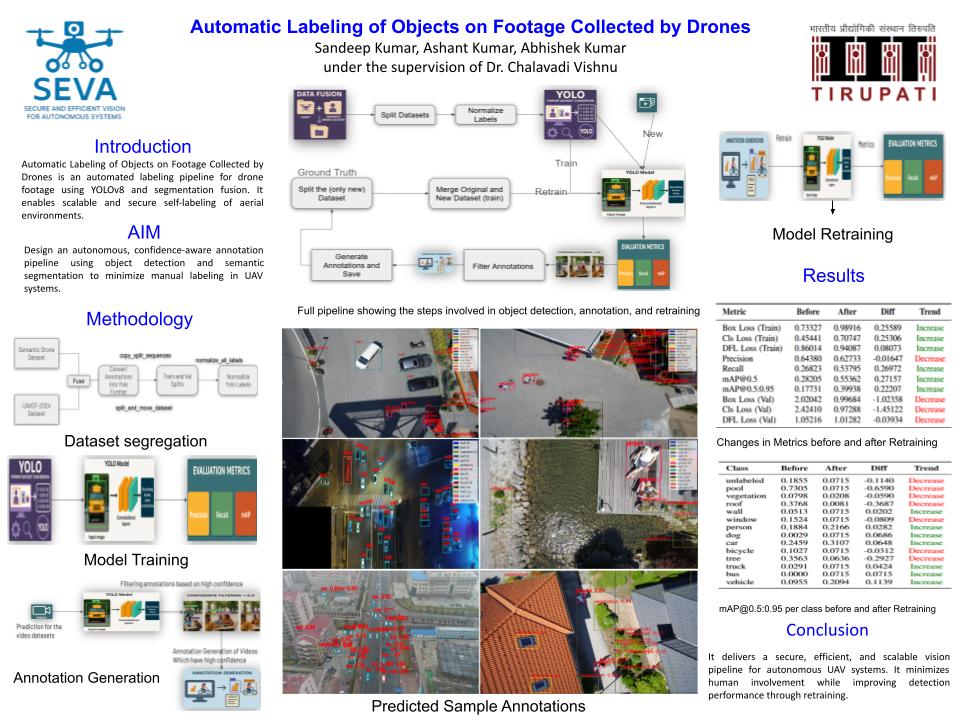 Automatic Labeling of Objects on Footage Collected by Drones
Sandeep Kumar, Ashant Kumar, Abhishek Kumar
under the supervision of Dr. Chalavadi Vishnu
SEVA
SECURE AND EFFICIENT VISION
FOR AUTONOMOUS SYSTEMS
भारतीय प्रौद्योगिकी संस्थान तिरुपति
TIRUPATI
Introduction
Automatic Labeling of Objects on Footage Collected by
Drones is an automated labeling pipeline for drone
footage using YOLOv8 and segmentation fusion. It
enables scalable and secure self-labeling of aerial
environments.
AIM
Design an autonomous, confidence-aware annotation
pipeline using object detection and semantic
segmentation to minimize manual labeling in UAV
systems.
Methodology
Semantic Drone
Dataset
UAVDT-2024
Dataset
Fuse
copy_split_sequences
Convert
Annotations
into Yolo
Format
split_and_move_dataset
Train and Val
Splits
normalize_all_labels
Normalize
Yolo Labels
Dataset segregation
YOLO
YOLO Model
Input image
Convolutional
layers
EVALUATION METRICS
Precision
Recall
mAP
Model Training
Filtering annotations based on high confidence
YOLO Model
Prediction for the
video datasets
Annotation Generation of Videos
Which have high confidence
ANNOTATION GENERATION
Annotation Generation
DATA FUSION
Split Datasets
Normalize
Labels
YOLO
New
Train
Ground Truth
Split the (only new)
Dataset
Merge Original and
New Dataset (train)
Retrain
YOLO Model
Input image
Convolutional
layers
Generate
Annotations and
Save
Filter Annotations
EVALUATION METRICS
Precision
Recall
mAP
Full pipeline showing the steps involved in object detection, annotation, and retraining
Predicted Sample Annotations
ANNOTATION GENERATION
Retrain
YOLO Model
Metrics
EVALUATION METRICS
Precision
Recall
mAP
Model Retraining
Results
Metric Before After Diff Trend
Box Loss (Train) 0.73327 0.98916 0.25589 Increase
Cls Loss (Train) 0.45441 0.70747 0.25306 Increase
DFL Loss (Train) 0.86014 0.94087 0.08073 Increase
Precision 0.64380 0.62733 -0.01647 Decrease
Recall 0.26823 0.53795 0.26972 Increase
mAP@0.5 0.28205 0.55362 0.27157 Increase
mAP@0.5:0.95 0.17731 0.39938 0.22207 Increase
Box Loss (Val) 2.02042 0.99684 -1.02358 Decrease
Cls Loss (Val) 2.42410 0.97288 -1.45122 Decrease
DFL Loss (Val) 1.05216 1.01282 -0.03934 Decrease
Changes in Metrics before and after Retraining
Class Before After Diff Trend
unlabeled 0.1855 0.0715 -0.1140 Decrease
pool 0.7305 0.0715 -0.6590 Decrease
vegetation 0.0798 0.0208 -0.0590 Decrease
roof 0.3768 0.0081 -0.3687 Decrease
wall 0.0513 0.0715 0.0202 Increase
window 0.1524 0.0715 -0.0809 Decrease
person 0.1884 0.2166 0.0282 Increase
dog 0.0029 0.0715 0.0686 Increase
car 0.2459 0.3107 0.0648 Increase
bicycle 0.1027 0.0715 -0.0312 Decrease
tree 0.3563 0.0636 -0.2927 Decrease
truck 0.0291 0.0715 0.0424 Increase
bus 0.0000 0.0715 0.0715 Increase
vehicle 0.0955 0.2094 0.1139 Increase
mAP@0.5:0.95 per class before and after Retraining
Conclusion
It delivers a secure, efficient, and scalable vision
pipeline for autonomous UAV systems. It minimizes
human involvement while improving detection
performance through retraining.